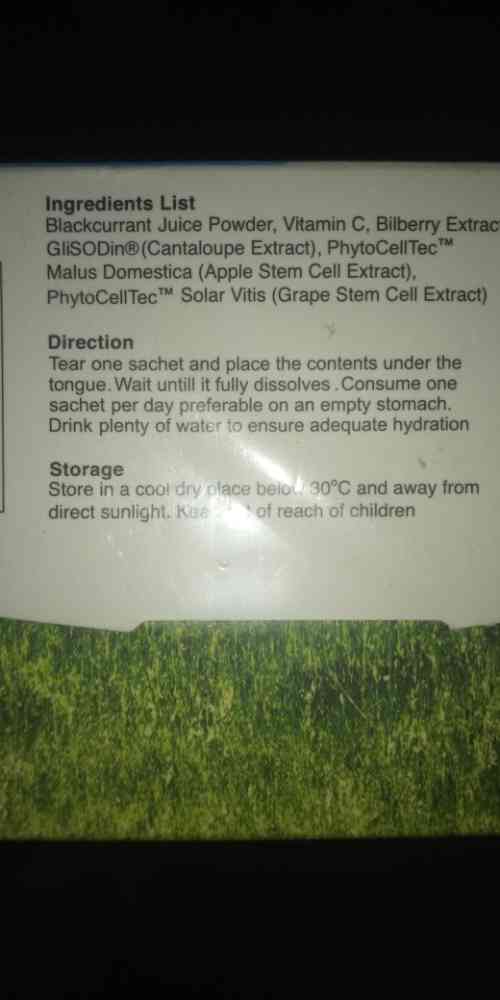 Ingredients List
Blackcurrant Juice Powder, Vitamin C, Bilberry Extrac
GliSODin®(Cantaloupe Extract), PhytoCellTec™
Malus Domestica (Apple Stem Cell Extract),
PhytoCellTec™ Solar Vitis (Grape Stem Cell Extract)
Direction
Tear one sachet and place the contents under the
tongue. Wait untill it fully dissolves .Consume one
sachet per day preferable on an empty stomach.
Drink plenty of water to ensure adequate hydration
Storage
Store in a cool dry place below 30°C and away from
direct sunlight. of reach of children